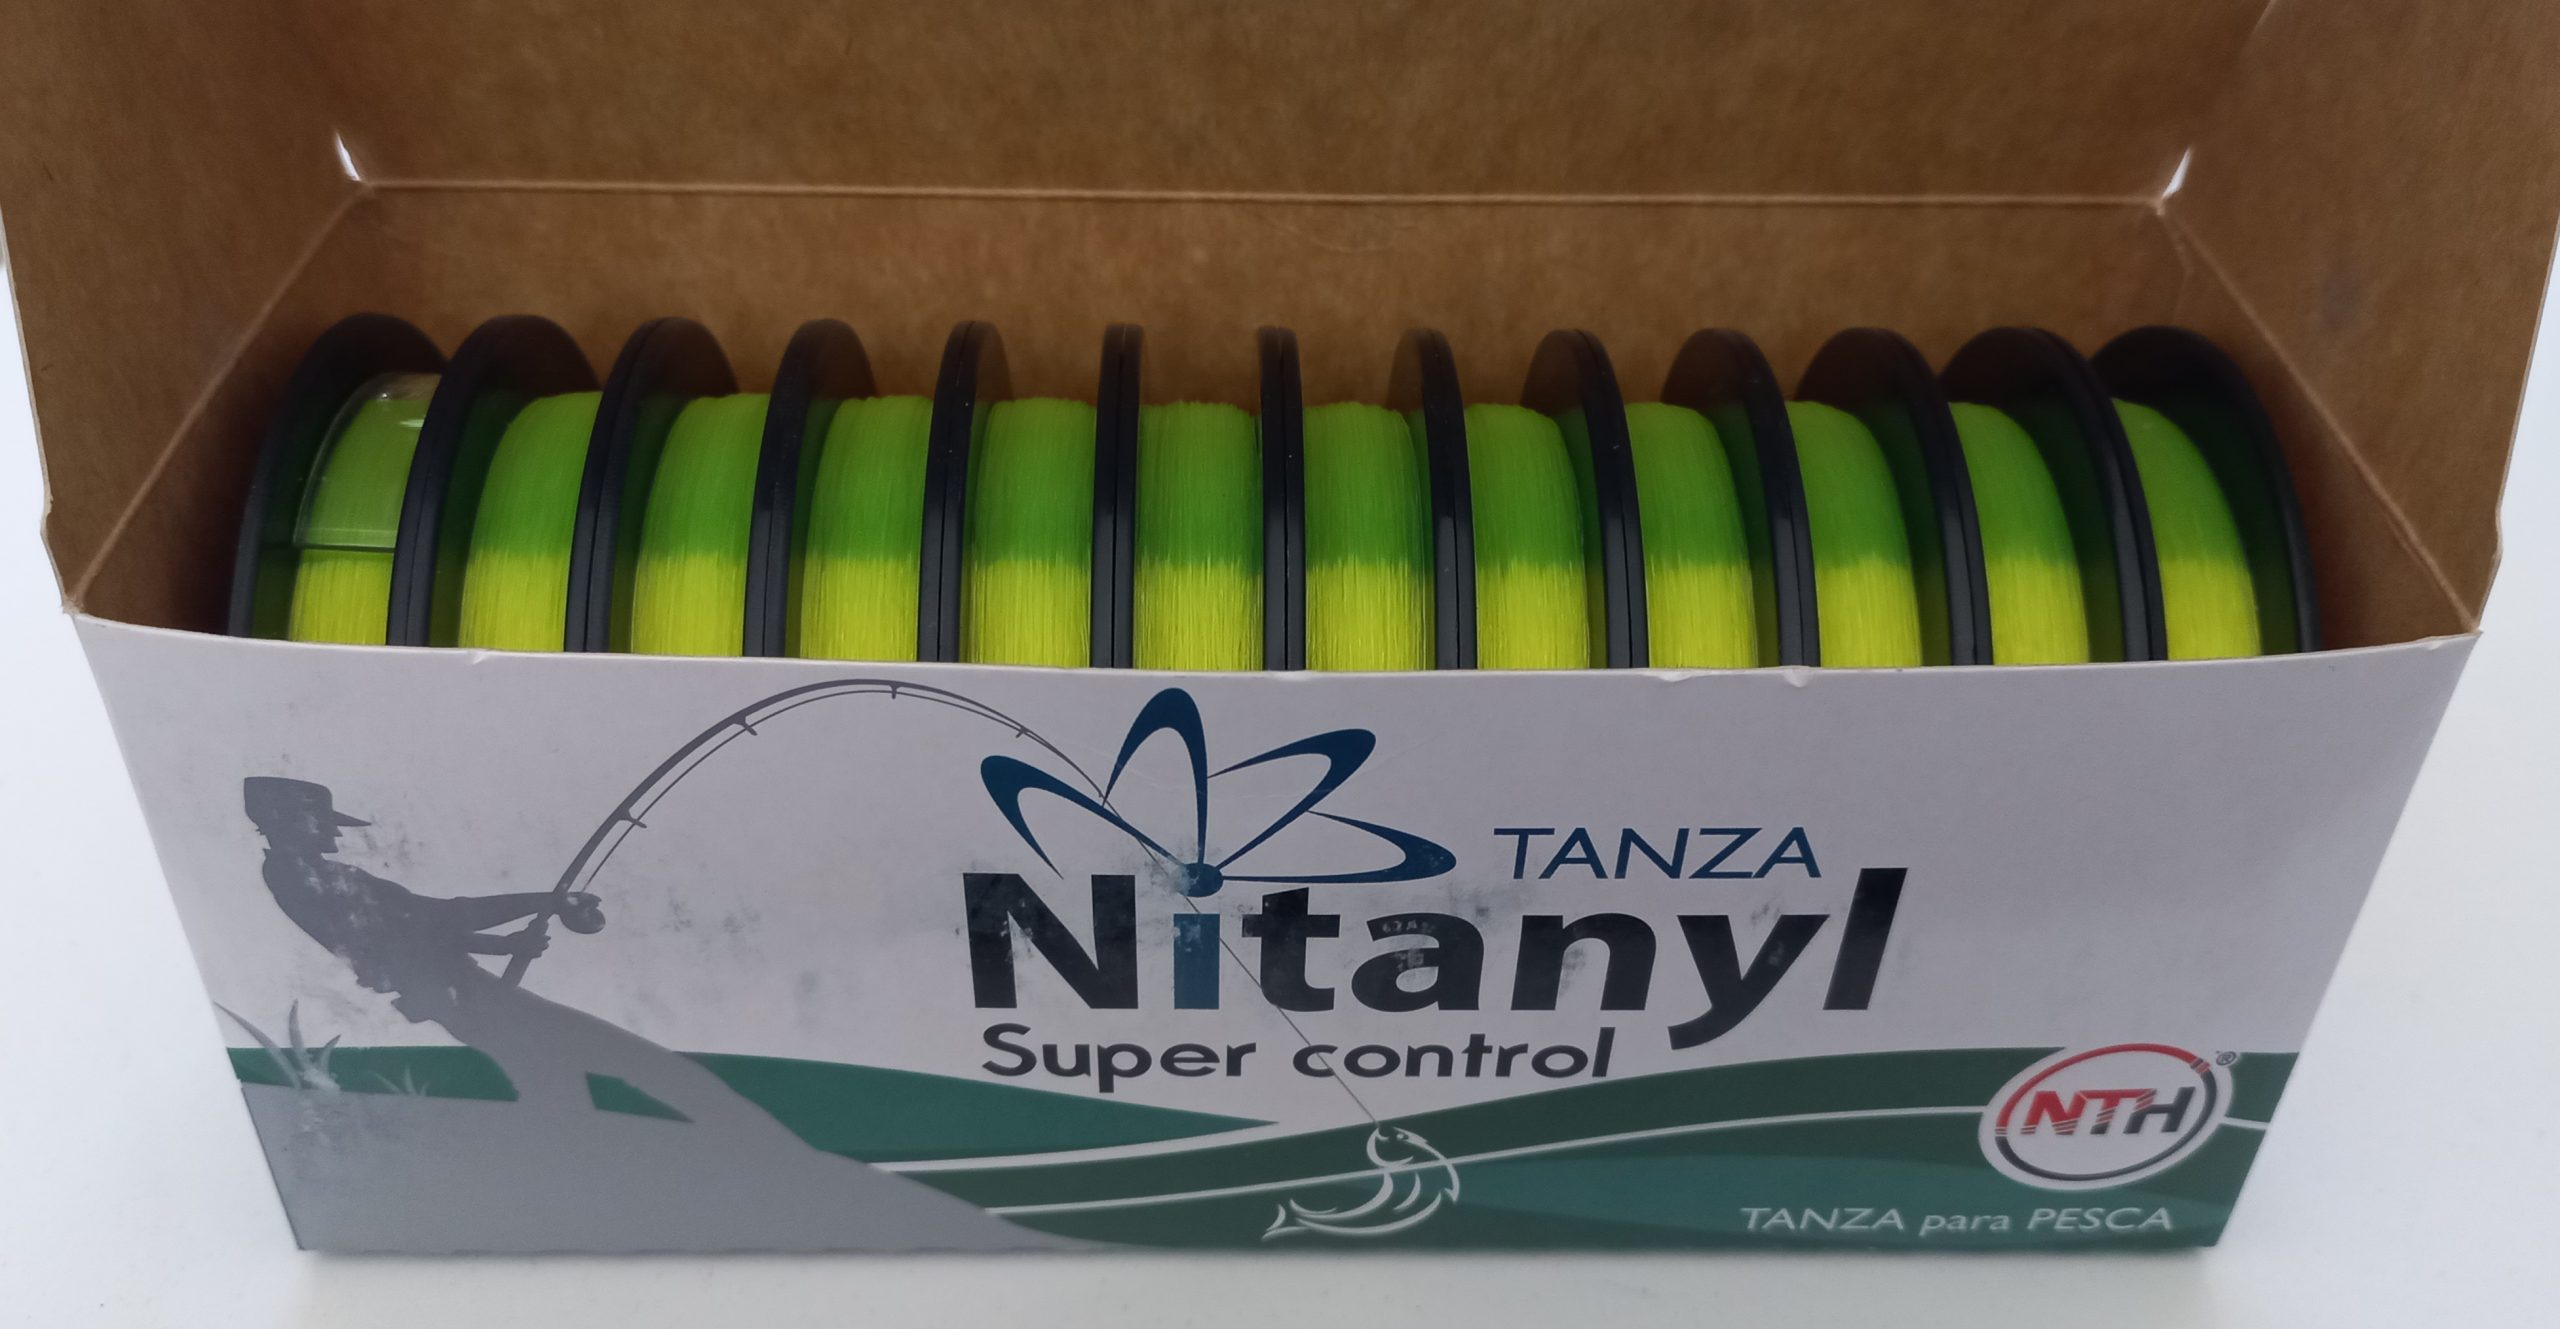 TANZA
Nitanyl
Super control
NTH®
TANZA para PESCA